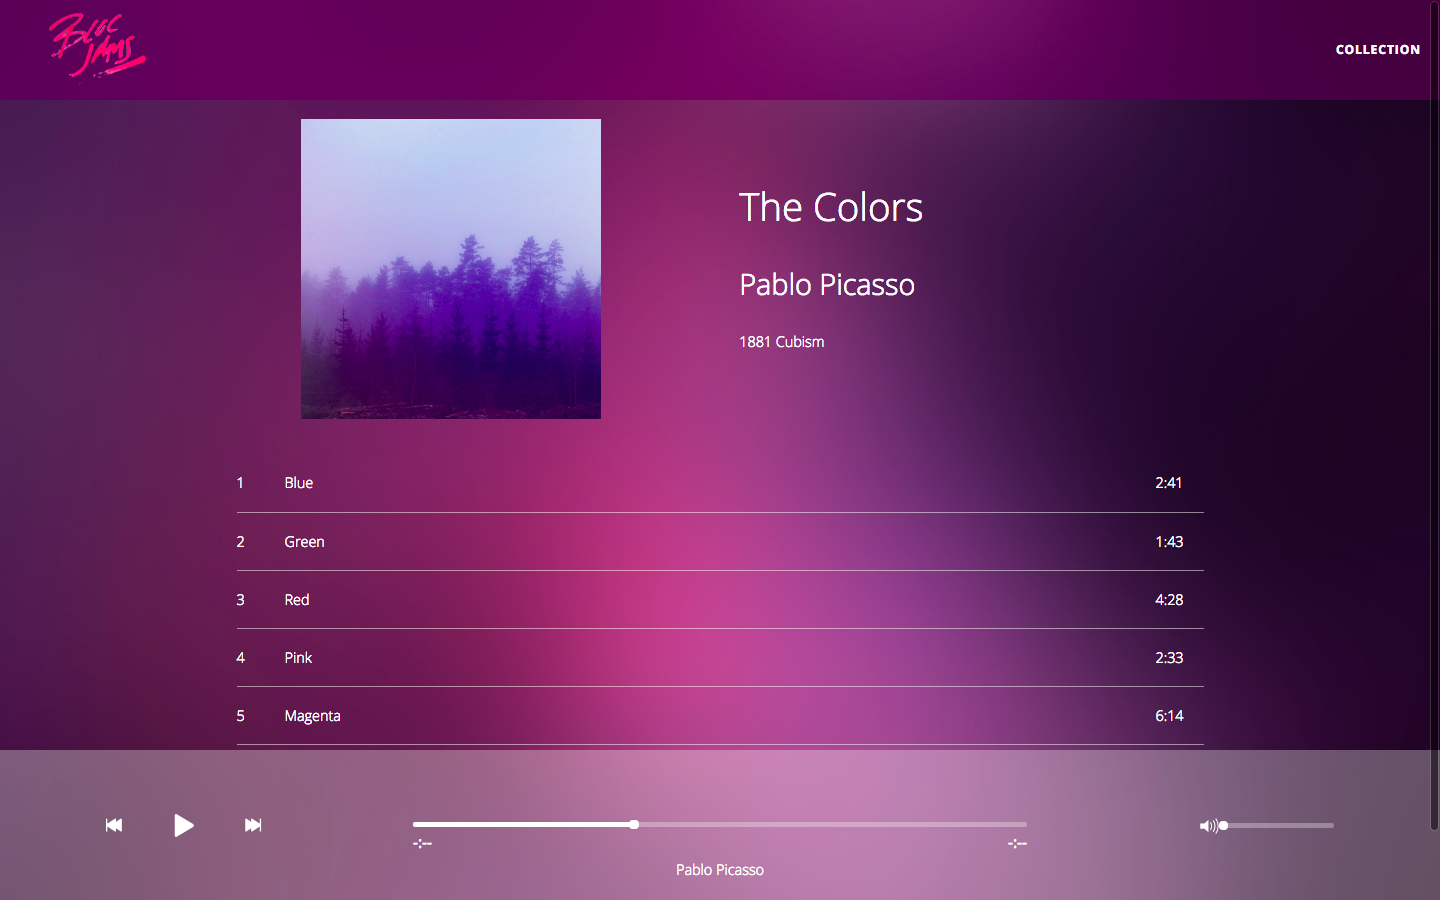 BLOC
JAMS
COLLECTION
The Colors
Pablo Picasso
1881 Cubism
1 Blue 2:41
2 Green 1:43
3 Red 4:28
4 Pink 2:33
5 Magenta 6:14
-:-- -:--
Pablo Picasso